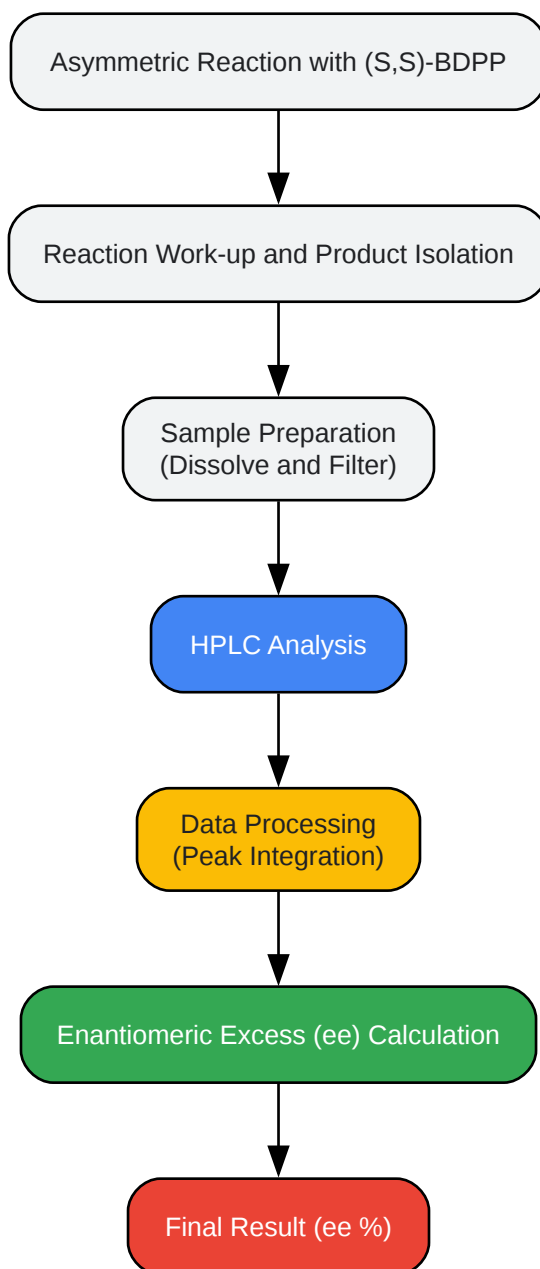 Asymmetric Reaction with (S,S)-BDPP
Reaction Work-up and Product Isolation
Sample Preparation
(Dissolve and Filter)
HPLC Analysis
Data Processing
(Peak Integration)
Enantiomeric Excess (ee) Calculation
Final Result (ee %)